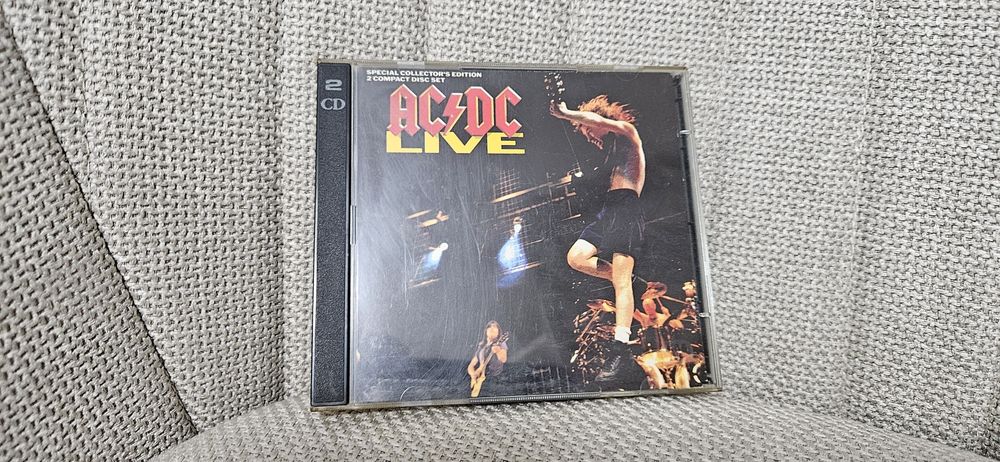 2
CD
SPECIAL COLLECTOR'S EDITION
2 COMPACT DISC SET
AC⚡DC
LIVE